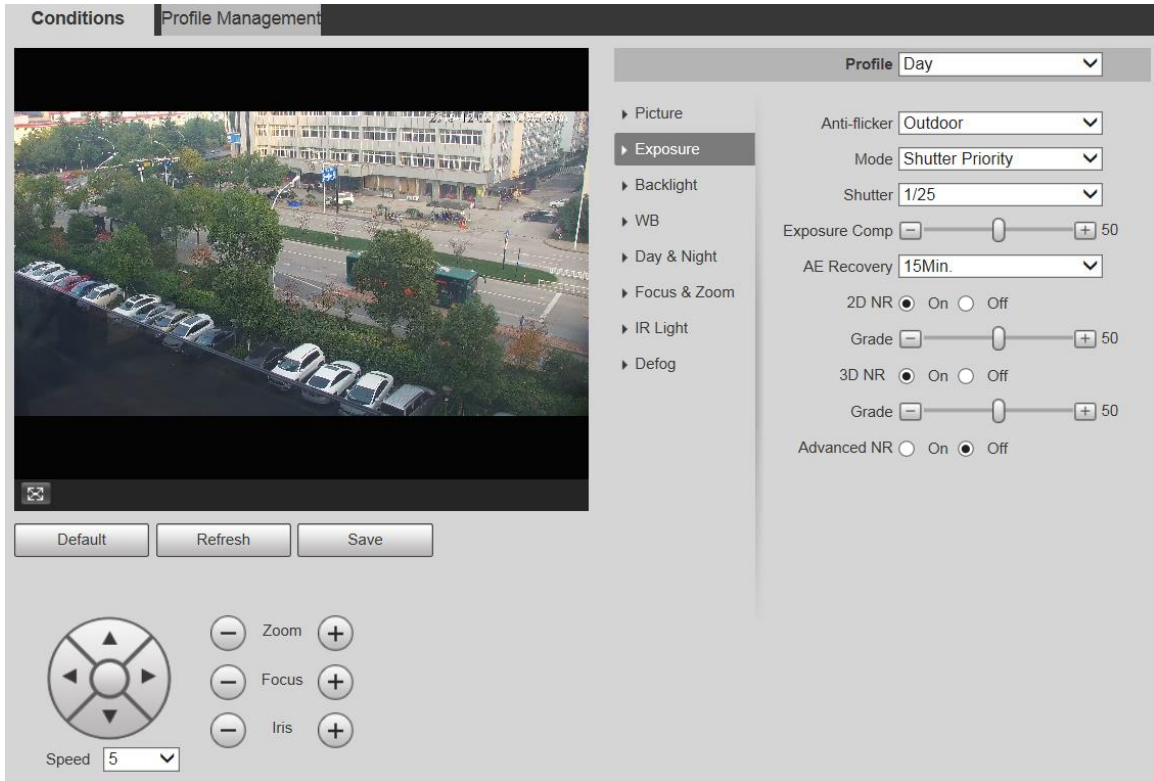 Conditions
Profile Management
Profile Day
Picture
Exposure
Backlight
WB
Day & Night
Focus & Zoom
IR Light
Defog
Anti-flicker Outdoor
Mode Shutter Priority
Shutter 1/25
Exposure Comp 50
AE Recovery 15Min.
2D NR On Off
Grade 50
3D NR On Off
Grade 50
Advanced NR On Off
Default Refresh Save
Zoom
Focus
Iris
Speed 5